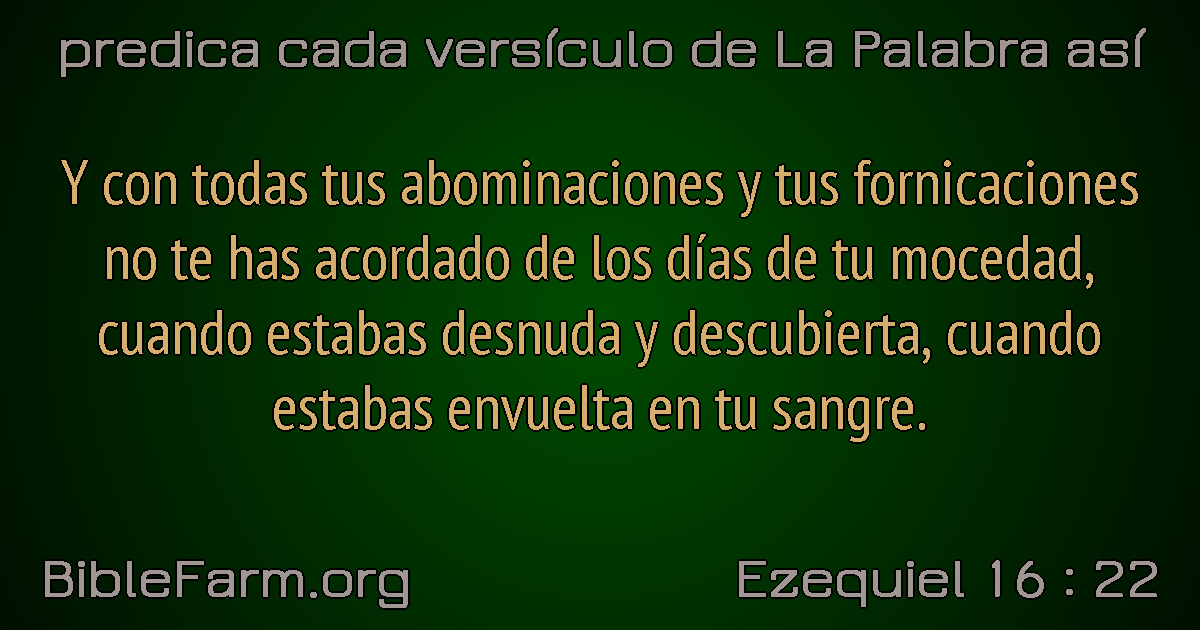 predica cada versículo de La Palabra así
Y con todas tus abominaciones y tus fornicaciones
no te has acordado de los días de tu mocedad,
cuando estabas desnuda y descubierta, cuando
estabas envuelta en tu sangre.
BibleFarm.org
Ezequiel 16 : 22